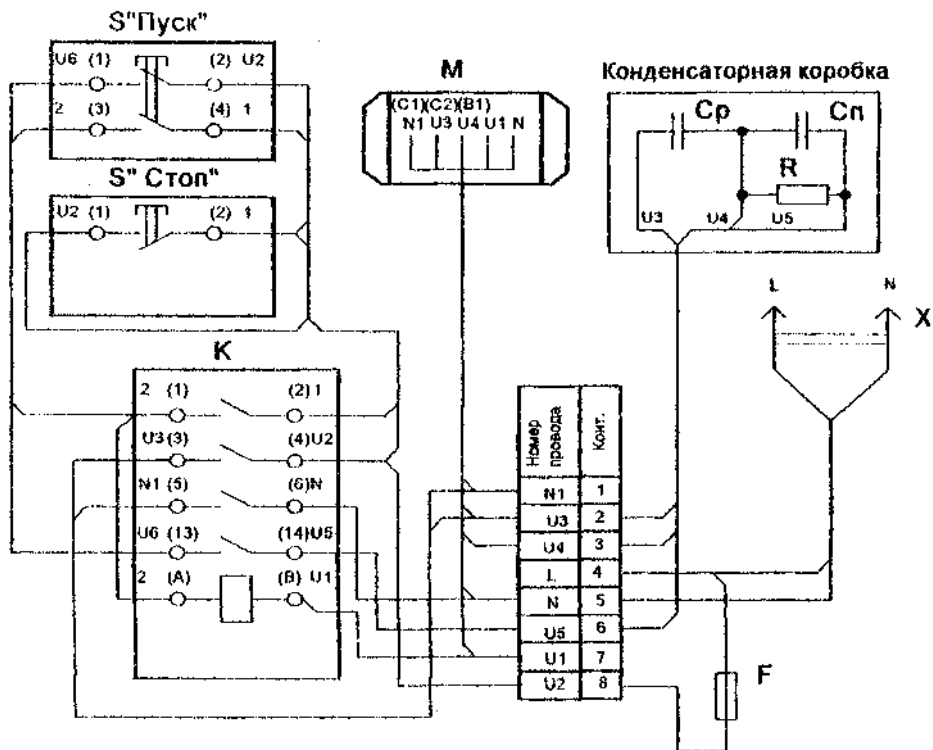 S"Пуск"
U6 (1) (2) U2
2 (3) (4) 1
S" Стоп"
U2 (1) (2) 1
M
(C1)(C2)(B1)
N1 U3 U4 U1 N
Конденсаторная коробка
Cр Cп
R
U3 U4 U5
L N
X
K
2 (1) (2) 1
U3 (3) (4) U2
N1 (5) (6) N
U6 (13) (14) U5
2 (A) (B) U1
Номер провода Конт.
N1 1
U3 2
U4 3
L 4
N 5
U5 6
U1 7
U2 8
F